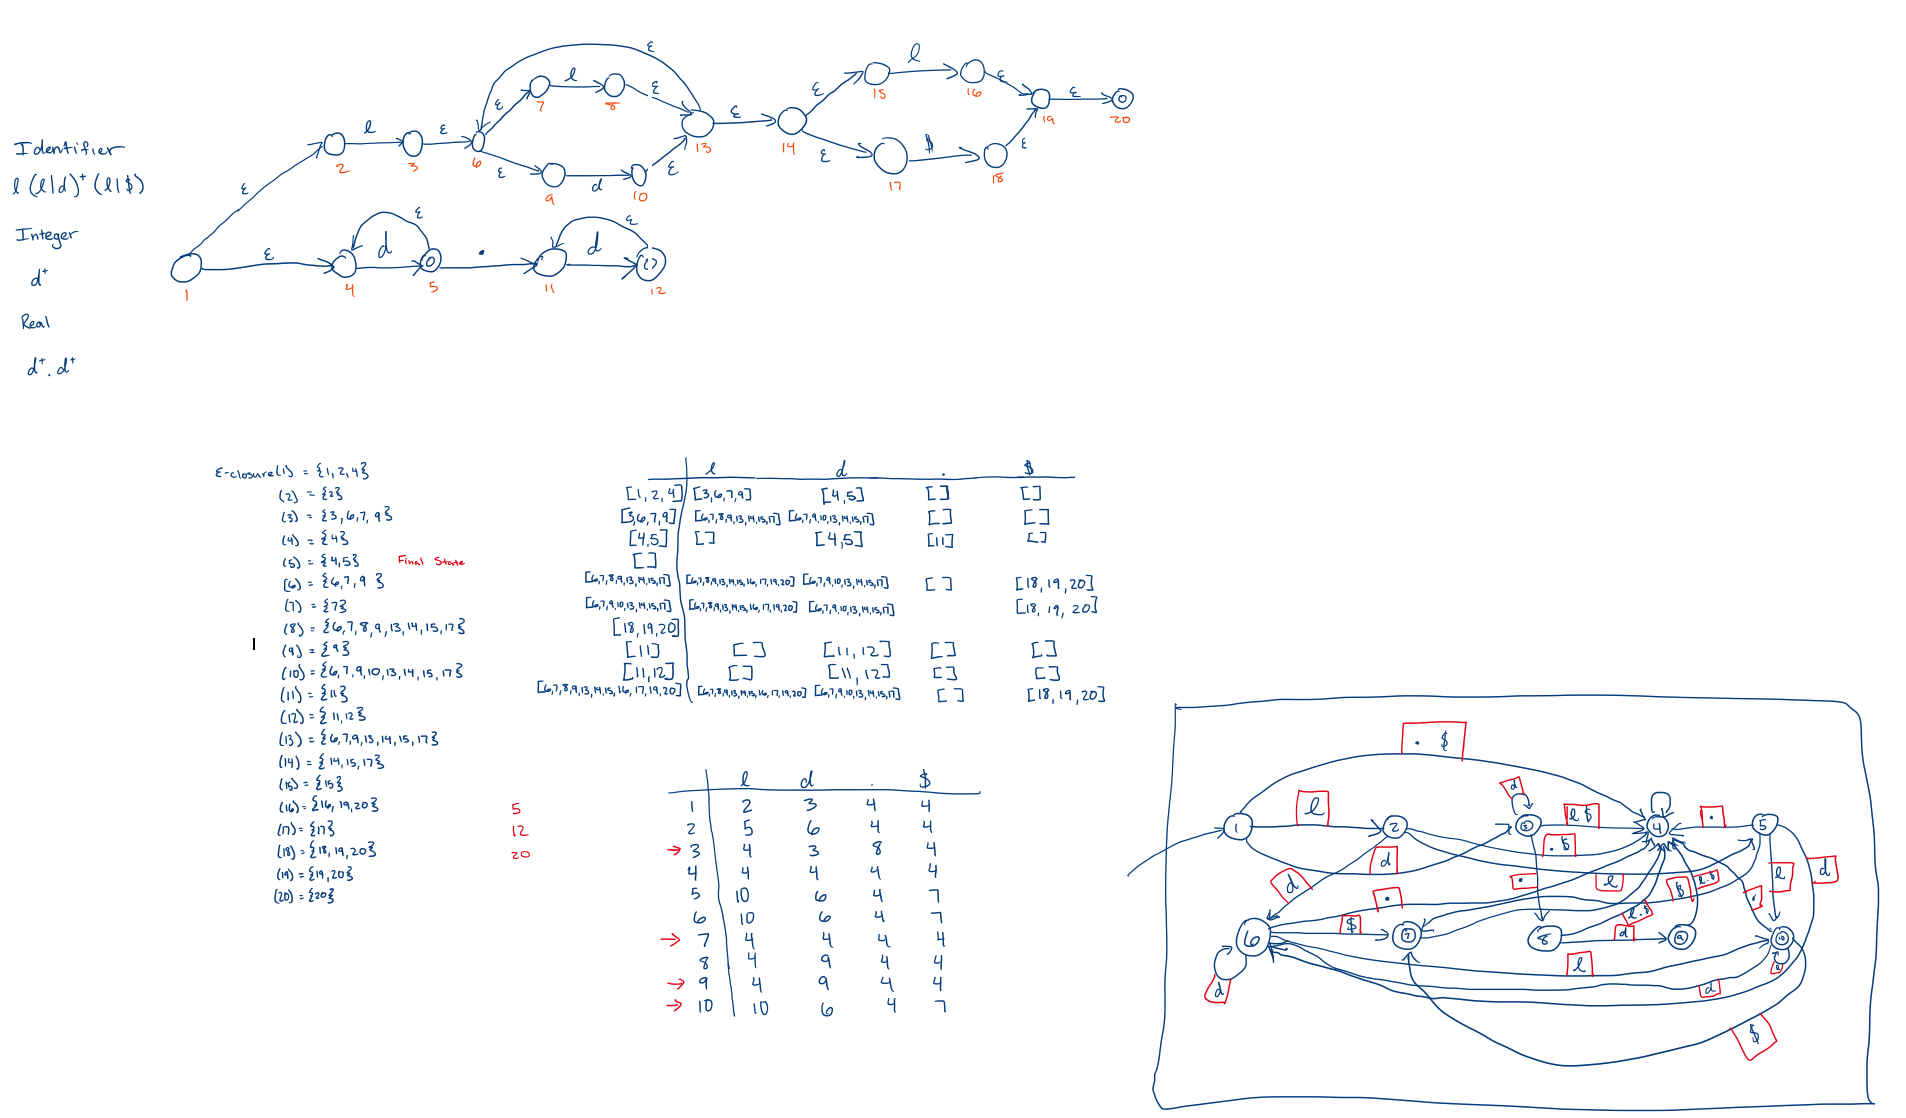 Identifier
l (l|d)⁺ (l|$)
Integer
d⁺
Real
d⁺. d⁺
ε
ε
l
ε
ε
l
ε
ε
ε
d
ε
ε
ε
l
ε
ε
ε
$
ε
ε
d
ε
.
d
ε
1
2
3
6
7
8
9
10
13
14
15
16
17
18
19
20
4
5
11
12
ε-closure(1) = {1, 2, 4}
(2) = {2}
(3) = {3, 6, 7, 9}
(4) = {4}
(5) = {4,5} Final State
(6) = {6,7,9 }
(7) = {7}
(8) = {6,7,8,9,13,14,15,17}
(9) = {9}
(10) = {6,7,9,10,13,14,15,17}
(11) = {11}
(12) = {11,12}
(13) = {6,7,9,13,14,15,17}
(14) = {14,15,17}
(15) = {15}
(16) = {16,19,20}
(17) = {17}
(18) = {18,19,20}
(19) = {19,20}
(20) = {20}
5
12
20
l d . $
[1, 2, 4] [3,6,7,9] [4,5] [ ] [ ]
[3,6,7,9] [6,7,8,9,13,14,15,17] [6,7,9,10,13,14,15,17] [ ] [ ]
[4,5] [ ] [4,5] [11] [ ]
[ ]
[6,7,8,9,13,14,15,17] [6,7,8,9,13,14,15,16,17,19,20] [6,7,9,10,13,14,15,17] [ ] [18,19,20]
[6,7,9,10,13,14,15,17] [6,7,8,9,13,14,15,16,17,19,20] [6,7,9,10,13,14,15,17] [18, 19, 20]
[18,19,20]
[11] [ ] [11,12] [ ] [ ]
[11,12] [ ] [11,12] [ ] [ ]
[6,7,8,9,13,14,15,16,17,19,20] [6,7,8,9,13,14,15,16,17,19,20] [6,7,9,10,13,14,15,17] [ ] [18,19,20]
l d . $
1 2 3 4 4
2 5 6 4 4
→ 3 4 3 8 4
4 4 4 4 4
5 10 6 4 7
6 10 6 4 7
→ 7 4 4 4 4
8 4 9 4 4
→ 9 4 9 4 4
→ 10 10 6 4 7
. $
d
l
l $
.
1
2
3
4
5
. $
d
d
.
l
$
l . $
l
d
.
.
l . $
$
d
6
7
8
9
10
l
d
d
l
$